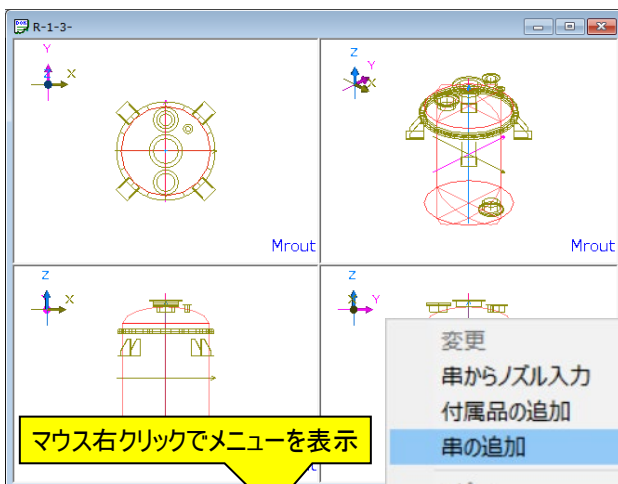 R-1-3-
Y
X
Z
Y
X
Mrout
Mrout
Z
X
Z
Y
変更
串からノズル入力
付属品の追加
串の追加
マウス右クリックでメニューを表示